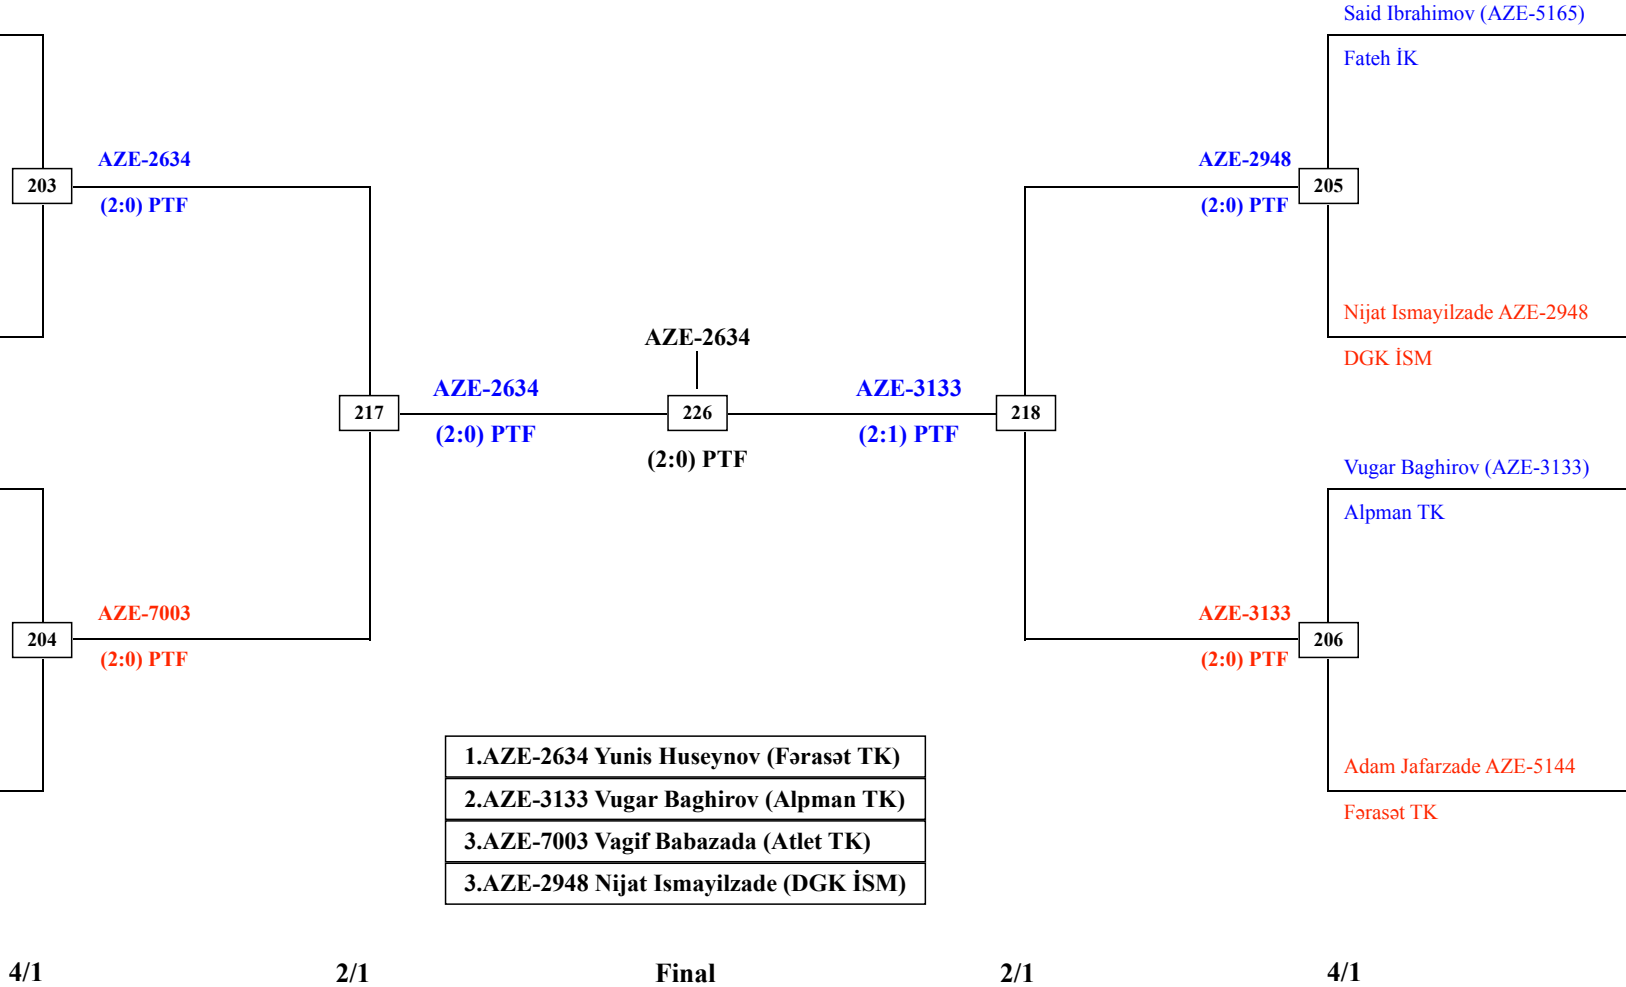 Said Ibrahimov (AZE-5165)
Fateh İK
AZE-2634
203
(2:0) PTF
AZE-2948
205
(2:0) PTF
Nijat Ismayilzade AZE-2948
DGK İSM
AZE-2634
AZE-2634
217
(2:0) PTF
226
(2:0) PTF
AZE-3133
218
(2:1) PTF
Vugar Baghirov (AZE-3133)
Alpman TK
AZE-7003
204
(2:0) PTF
AZE-3133
206
(2:0) PTF
Adam Jafarzade AZE-5144
Fərasət TK
1.AZE-2634 Yunis Huseynov (Fərasət TK)
2.AZE-3133 Vugar Baghirov (Alpman TK)
3.AZE-7003 Vagif Babazada (Atlet TK)
3.AZE-2948 Nijat Ismayilzade (DGK İSM)
4/1
2/1
Final
2/1
4/1